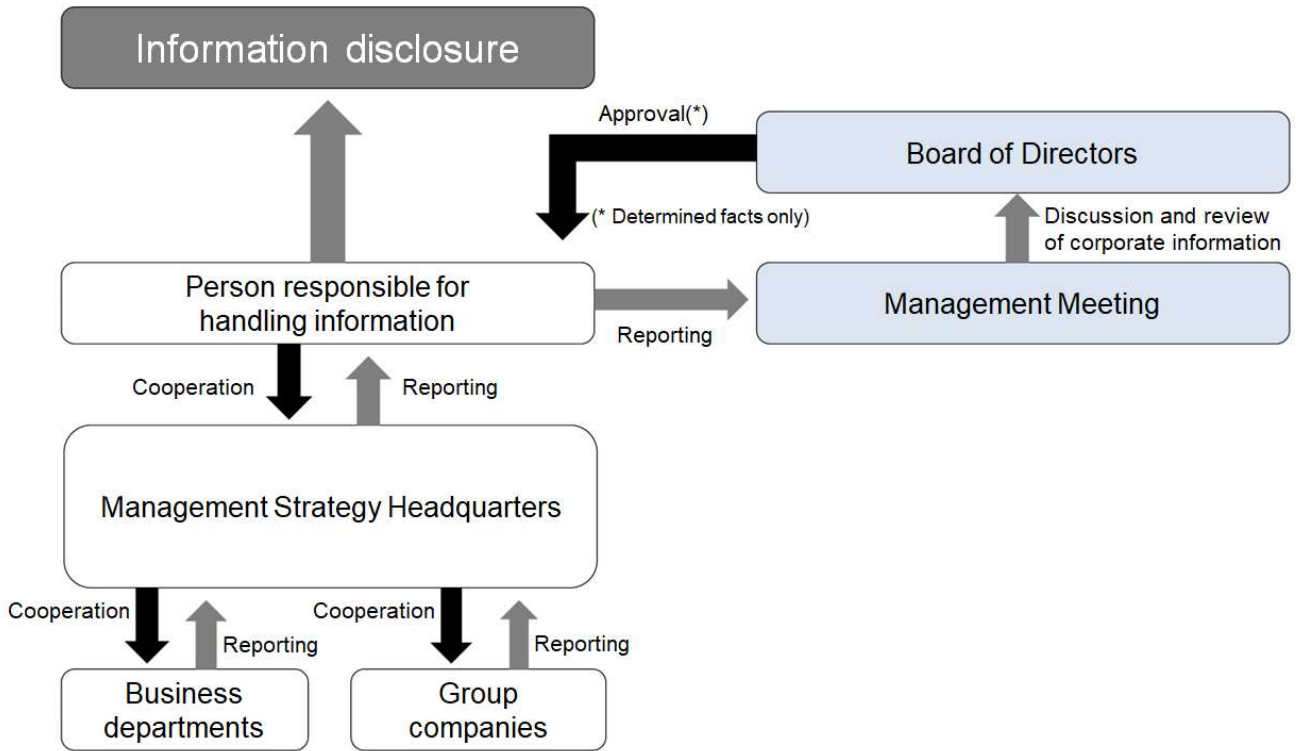 Information disclosure
Approval(*)
Board of Directors
(* Determined facts only)
Discussion and review
of corporate information
Person responsible for
handling information
Reporting
Management Meeting
Cooperation
Reporting
Management Strategy Headquarters
Cooperation
Reporting
Cooperation
Reporting
Business
departments
Group
companies